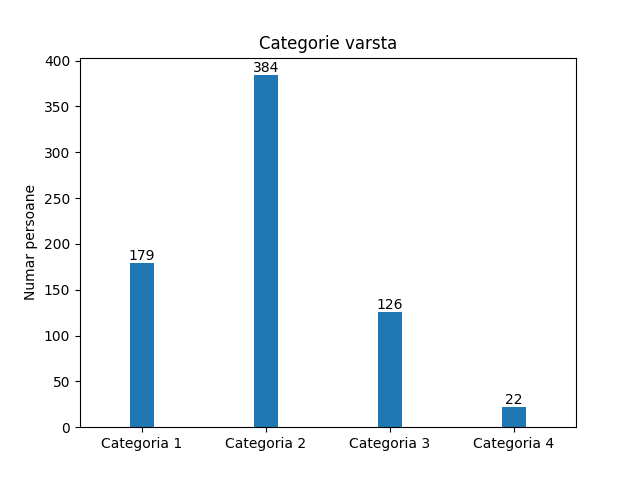 Categorie varsta
400
350
300
250
200
150
100
50
0
Numar persoane
179
384
126
22
Categoria 1
Categoria 2
Categoria 3
Categoria 4